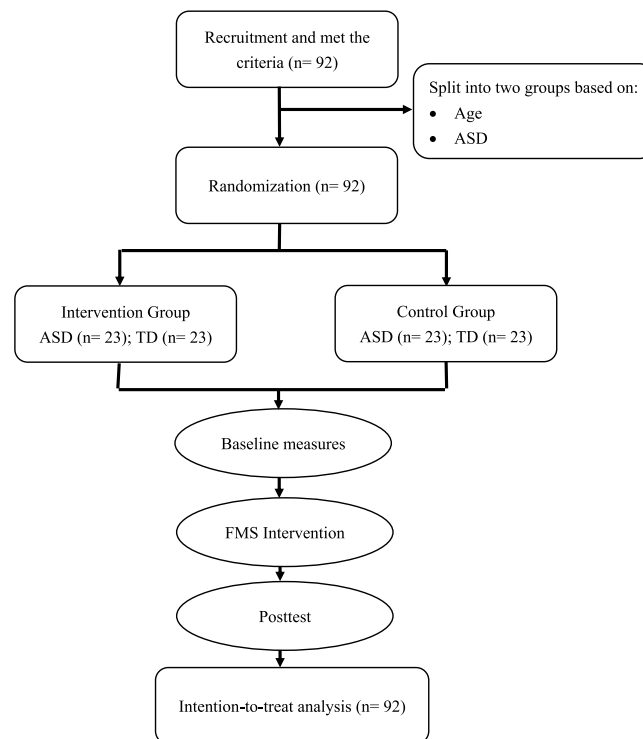 Recruitment and met the
criteria (n= 92)
Split into two groups based on:
• Age
• ASD
Randomization (n= 92)
Intervention Group
ASD (n= 23); TD (n= 23)
Control Group
ASD (n= 23); TD (n= 23)
Baseline measures
FMS Intervention
Posttest
Intention-to-treat analysis (n= 92)